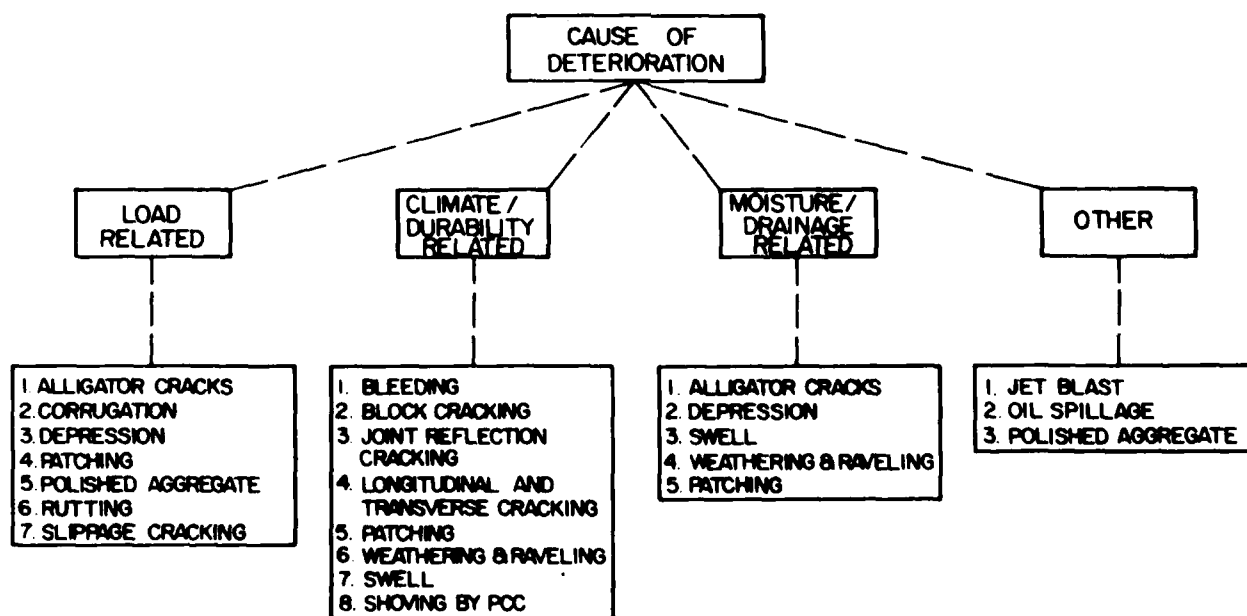 CAUSE OF
DETERIORATION
LOAD
RELATED
CLIMATE /
DURABILITY
RELATED
MOISTURE/
DRAINAGE
RELATED
OTHER
1. ALLIGATOR CRACKS
2. CORRUGATION
3. DEPRESSION
4. PATCHING
5. POLISHED AGGREGATE
6. RUTTING
7. SLIPPAGE CRACKING
1. BLEEDING
2. BLOCK CRACKING
3. JOINT REFLECTION
CRACKING
4. LONGITUDINAL AND
TRANSVERSE CRACKING
5. PATCHING
6. WEATHERING & RAVELING
7. SWELL
8. SHOVING BY PCC
1. ALLIGATOR CRACKS
2. DEPRESSION
3. SWELL
4. WEATHERING & RAVELING
5. PATCHING
1. JET BLAST
2. OIL SPILLAGE
3. POLISHED AGGREGATE